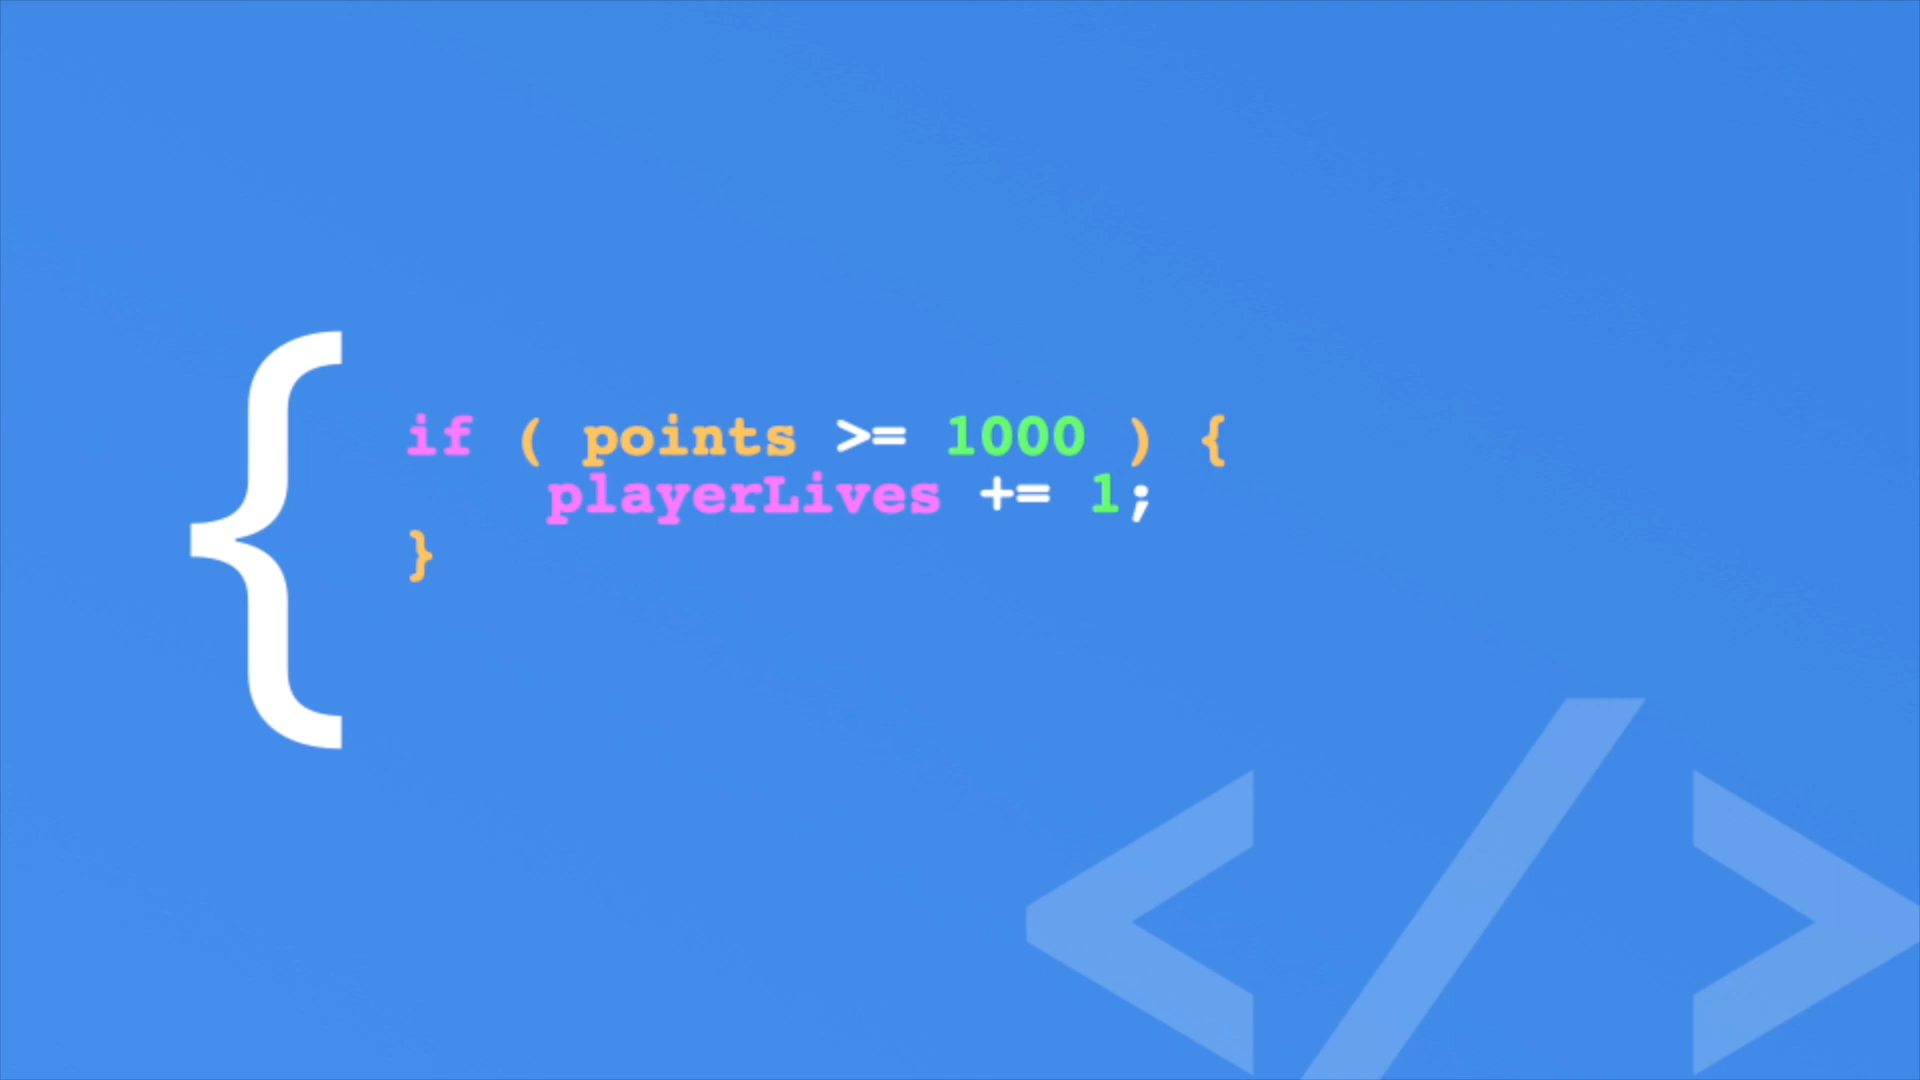 if ( points >= 1000 ) {
    playerLives += 1;
}